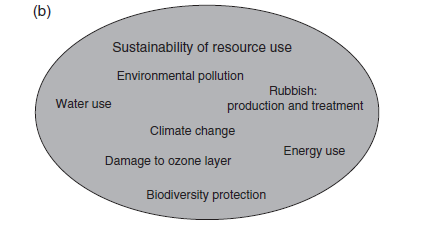 (b)
Sustainability of resource use
Environmental pollution
Rubbish:
Water use
production and treatment
Climate change
Energy use
Damage to ozone layer
Biodiversity protection